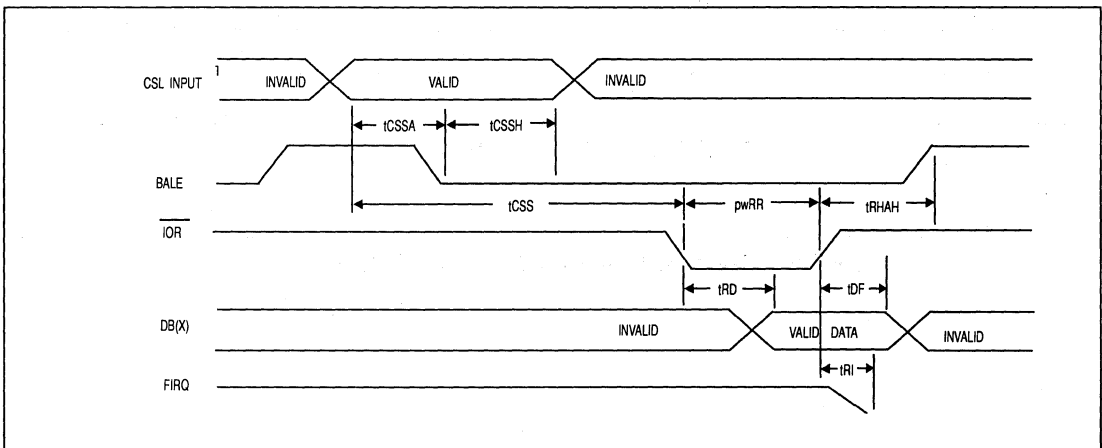 CSL INPUT INVALID VALID INVALID
tCSSA tCSSH
BALE
tCSS pwRR tRHAH
IOR
tRD tDF
DB(X) INVALID VALID DATA INVALID
tRI
FIRQ